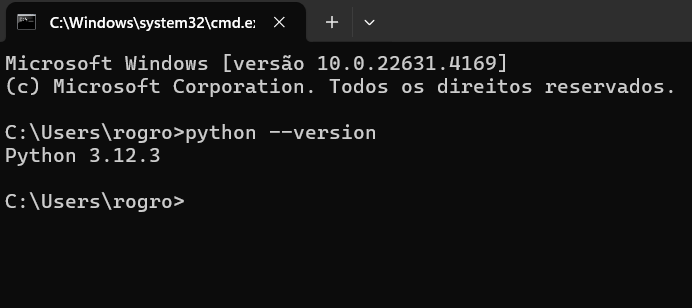 C:\Windows\system32\cmd.e
Microsoft Windows [versão 10.0.22631.4169]
(c) Microsoft Corporation. Todos os direitos reservados.
C:\Users\rogro>python --version
Python 3.12.3
C:\Users\rogro>